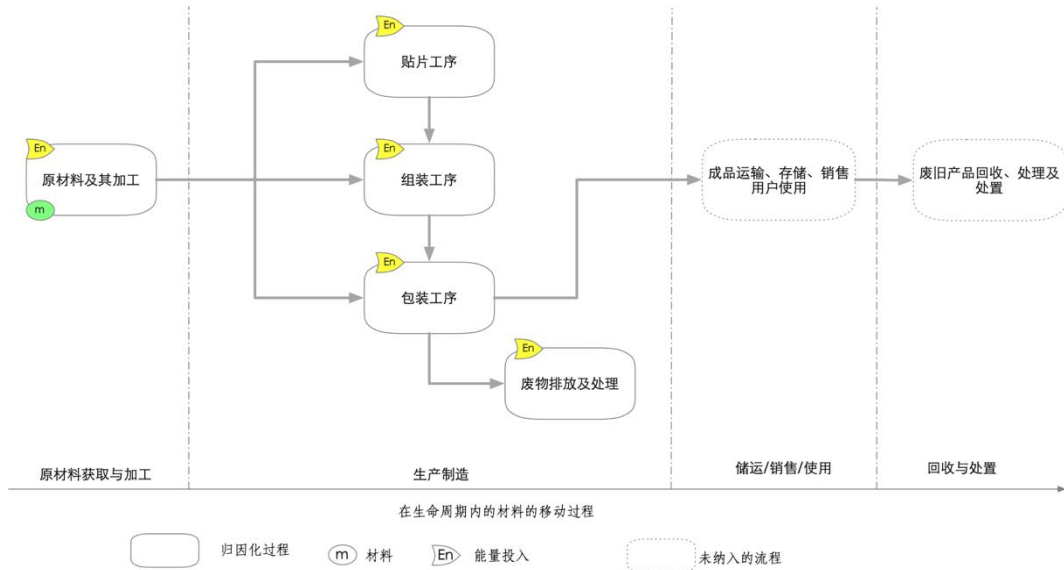 En
贴片工序
En
原材料及其加工
m
En
组装工序
成品运输、存储、销售
用户使用
废旧产品回收、处理及
处置
En
包装工序
En
废物排放及处理
原材料获取与加工
生产制造
储运/销售/使用
回收与处置
在生命周期内的材料的移动过程
归因化过程
m
材料
En
能量投入
未纳入的流程